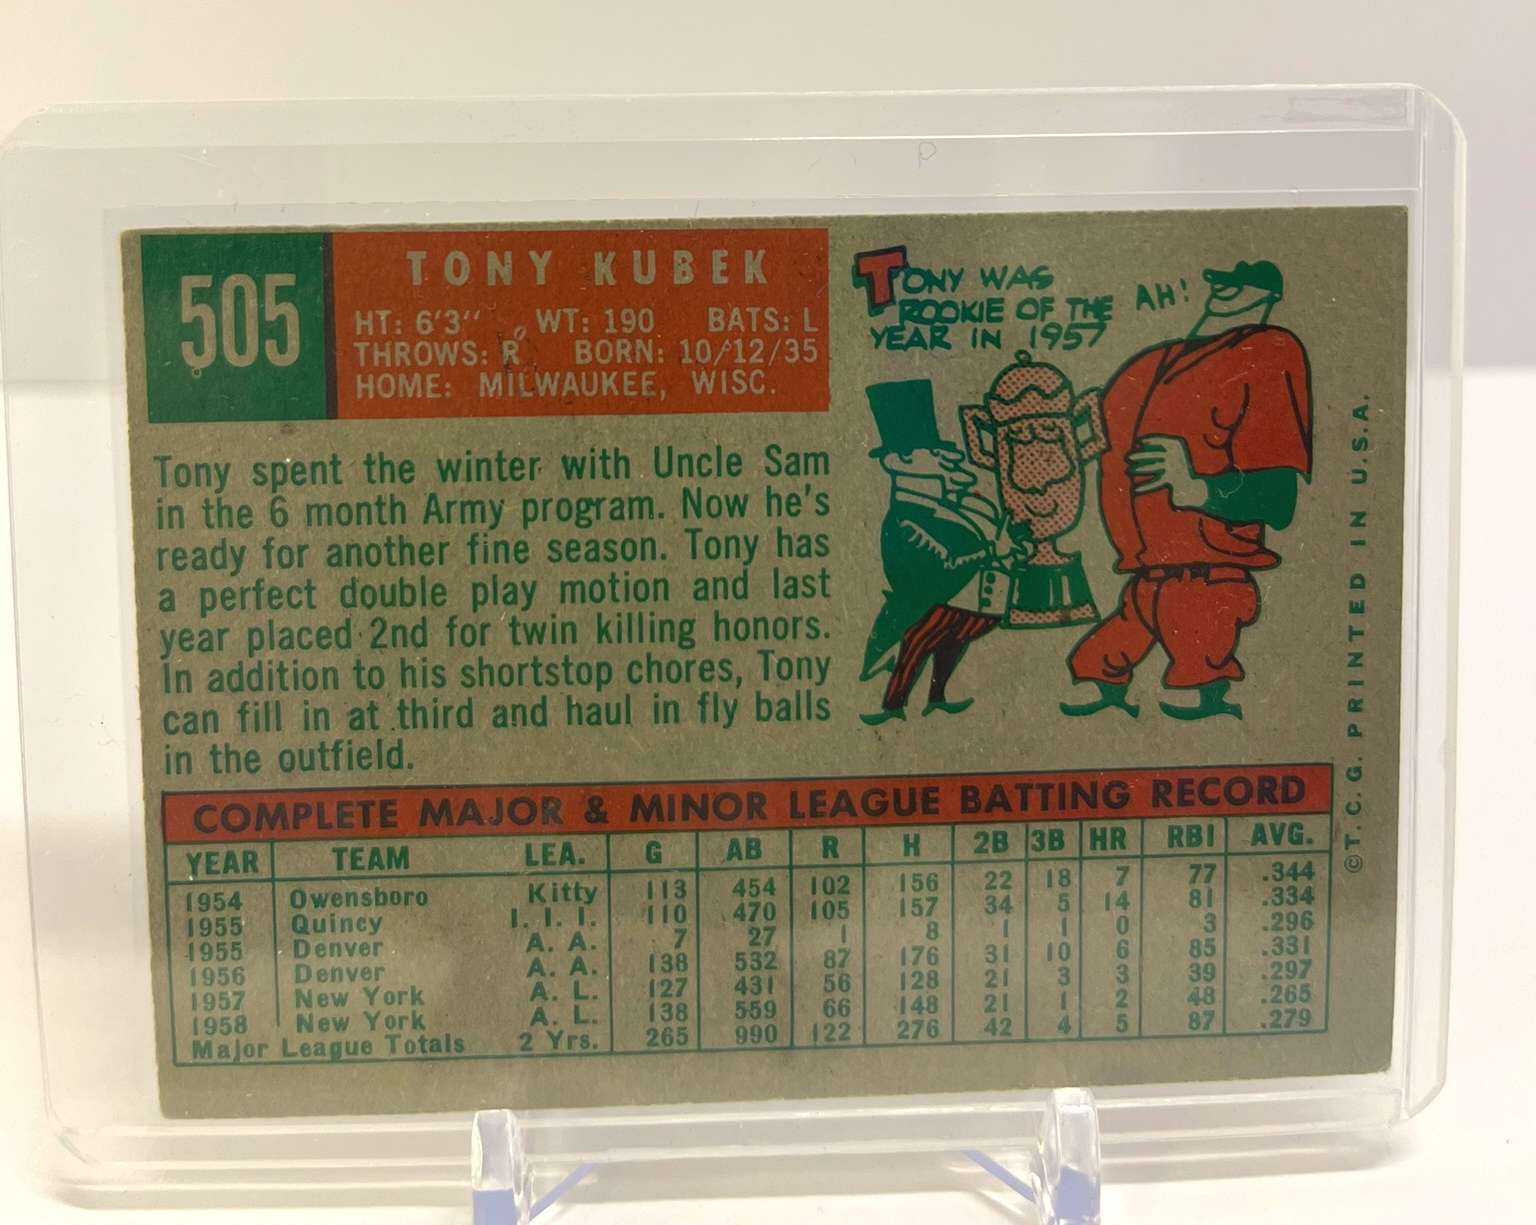 505
TONY KUBEK
HT: 6'3" WT: 190 BATS: L
THROWS: R BORN: 10/12/35
HOME: MILWAUKEE, WISC.
TONY WAS
ROOKIE OF THE
YEAR IN 1957
AH!
Tony spent the winter with Uncle Sam
in the 6 month Army program. Now he's
ready for another fine season. Tony has
a perfect double play motion and last
year placed 2nd for twin killing honors.
In addition to his shortstop chores, Tony
can fill in at third and haul in fly balls
in the outfield.
COMPLETE MAJOR & MINOR LEAGUE BATTING RECORD
YEAR TEAM LEA. G AB R H 2B 3B HR RBI AVG.
1954 Owensboro Kitty 113 454 102 156 22 18 7 77 .344
1955 Quincy I. I. I. 110 470 105 157 34 5 14 81 .334
1955 Denver A. A. 7 27 1 8 1 1 0 3 .296
1956 Denver A. A. 138 532 87 176 31 10 6 85 .331
1957 New York A. L. 127 431 56 128 21 3 3 39 .297
1958 New York A. L. 138 559 66 148 21 1 2 48 .265
Major League Totals 2 Yrs. 265 990 122 276 42 4 5 87 .279
©T.C.G. PRINTED IN U.S.A.
P